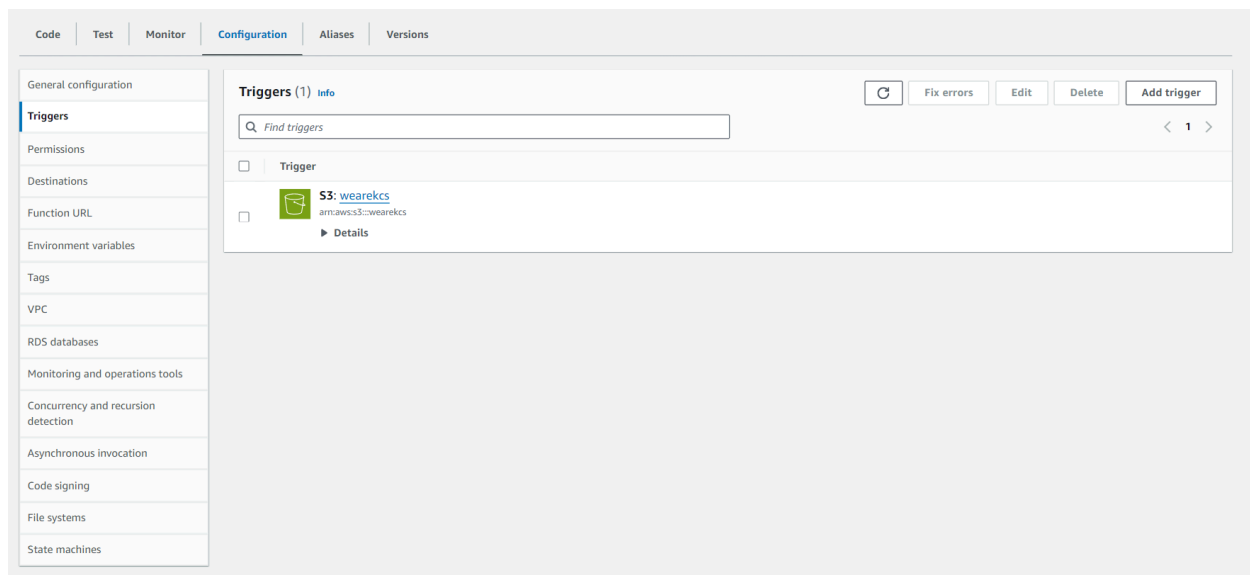 Code Test Monitor Configuration Aliases Versions
General configuration
Triggers
Permissions
Destinations
Function URL
Environment variables
Tags
VPC
RDS databases
Monitoring and operations tools
Concurrency and recursion
detection
Asynchronous invocation
Code signing
File systems
State machines
Triggers (1) Info
Fix errors Edit Delete Add trigger
Find triggers
1
Trigger
S3: wearekcs
arn:aws:s3:::wearekcs
Details